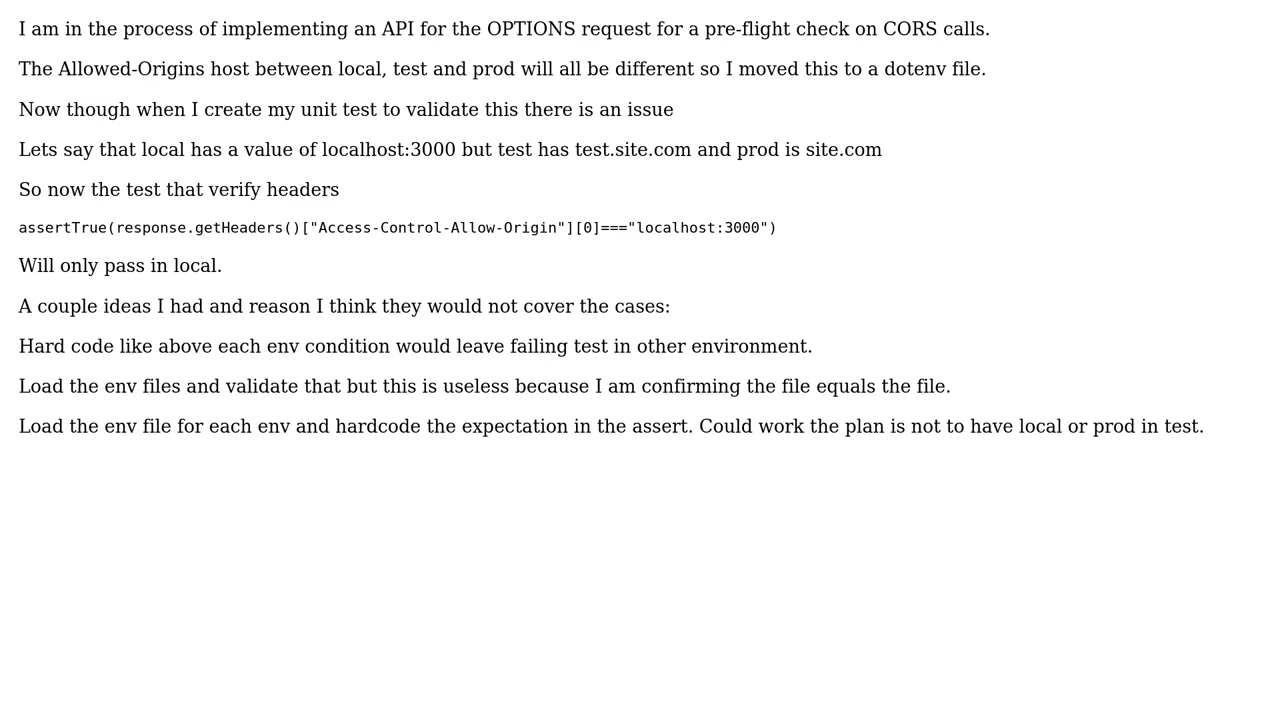 I am in the process of implementing an API for the OPTIONS request for a pre-flight check on CORS calls.
The Allowed-Origins host between local, test and prod will all be different so I moved this to a dotenv file.
Now though when I create my unit test to validate this there is an issue
Lets say that local has a value of localhost:3000 but test has test.site.com and prod is site.com
So now the test that verify headers
assertTrue(response.getHeaders()["Access-Control-Allow-Origin"][0]==="localhost:3000")
Will only pass in local.
A couple ideas I had and reason I think they would not cover the cases:
Hard code like above each env condition would leave failing test in other environment.
Load the env files and validate that but this is useless because I am confirming the file equals the file.
Load the env file for each env and hardcode the expectation in the assert. Could work the plan is not to have local or prod in test.